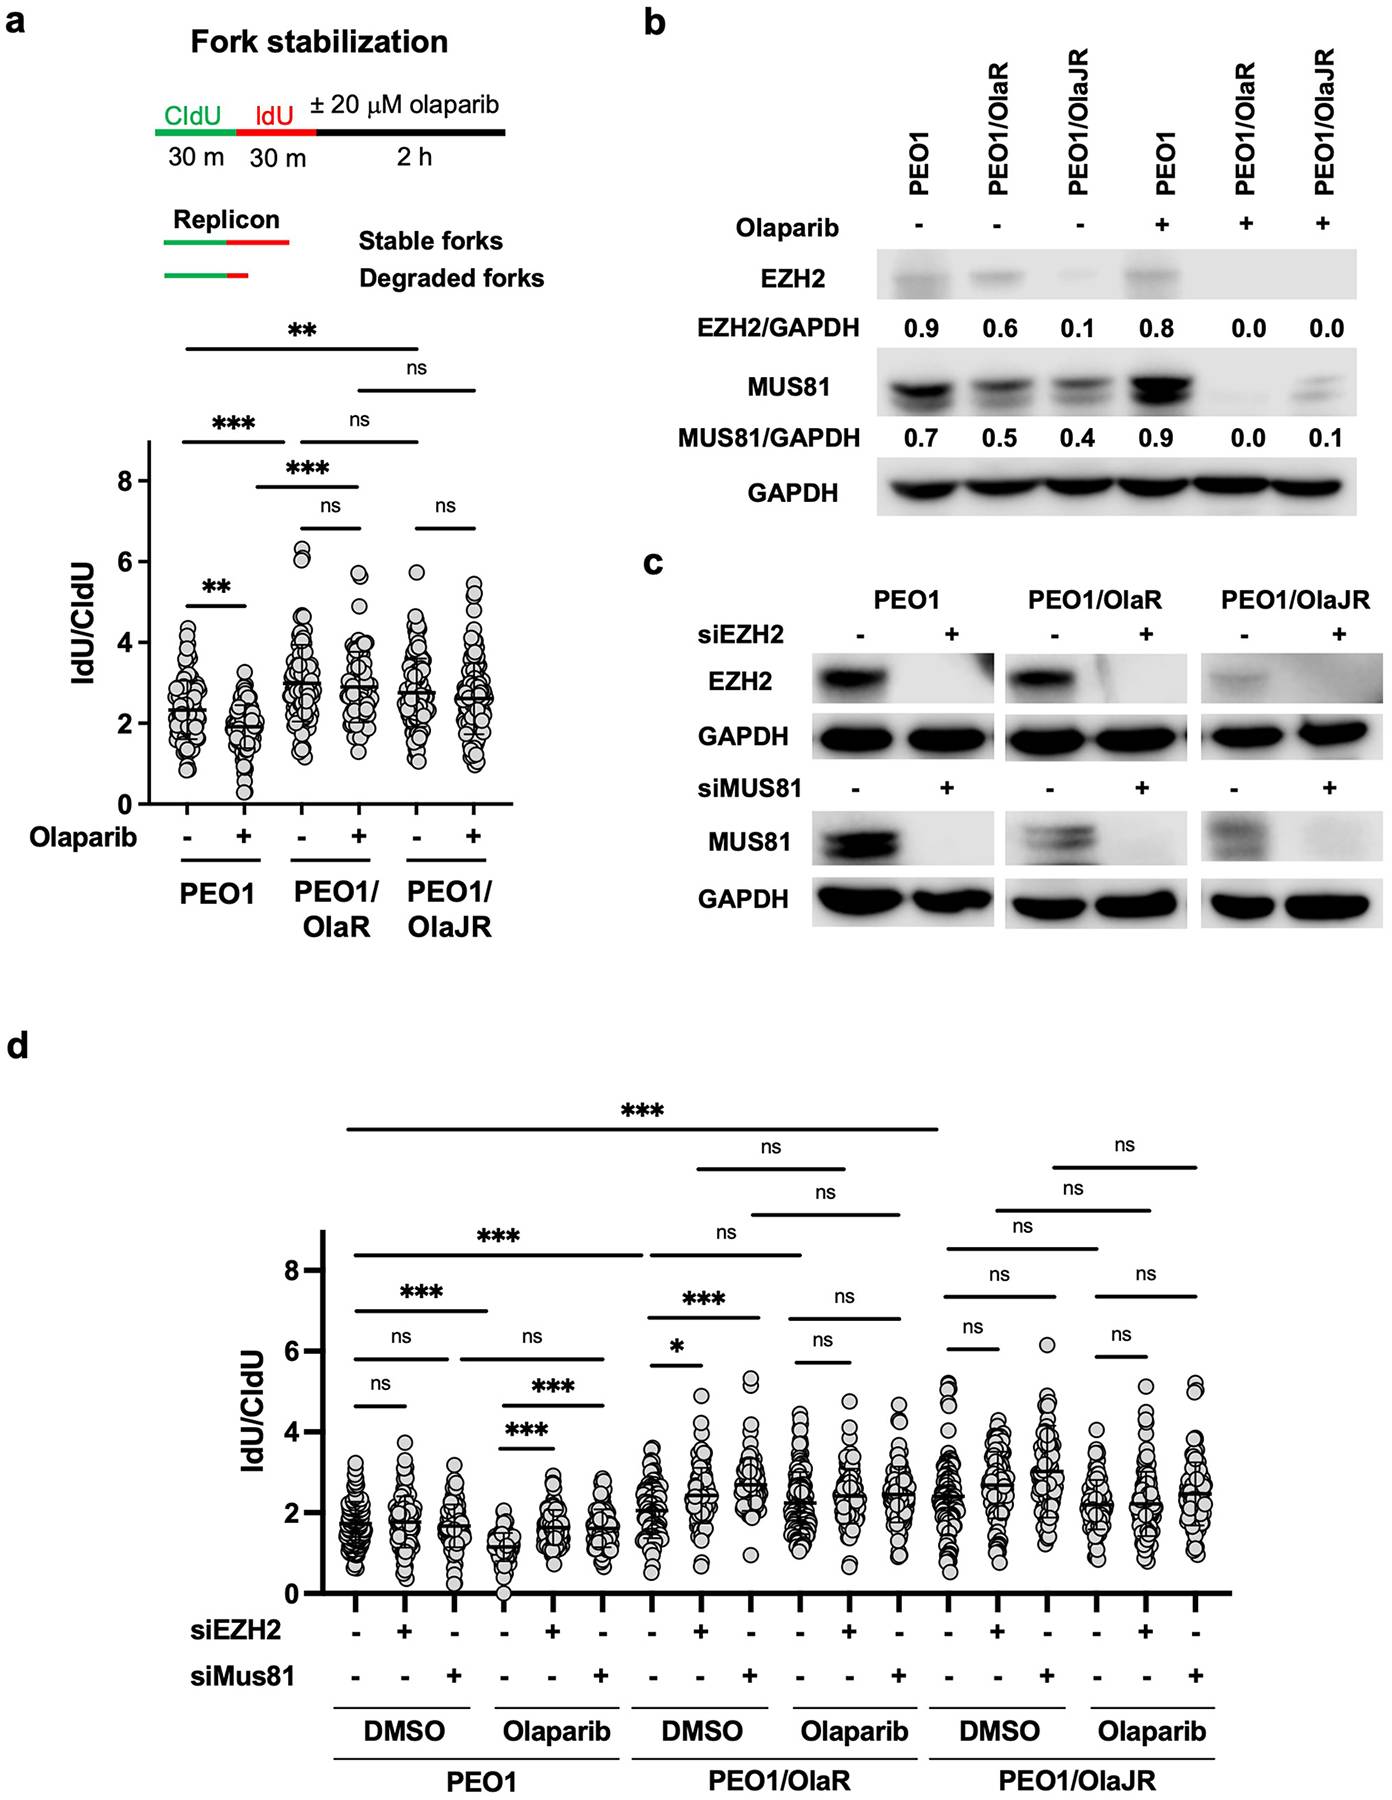 a
Fork stabilization
CldU IdU ± 20 μM olaparib
30 m 30 m 2 h
Replicon
Stable forks
Degraded forks
**
ns
*** ns
***
ns ns
**
IdU/CldU
8
6
4
2
0
Olaparib - + - + - +
PEO1 PEO1/ PEO1/
OlaR OlaJR
b
PEO1 PEO1/OlaR PEO1/OlaJR PEO1 PEO1/OlaR PEO1/OlaJR
Olaparib - - - + + +
EZH2
EZH2/GAPDH 0.9 0.6 0.1 0.8 0.0 0.0
MUS81
MUS81/GAPDH 0.7 0.5 0.4 0.9 0.0 0.1
GAPDH
c
PEO1 PEO1/OlaR PEO1/OlaJR
siEZH2 - + - + - +
EZH2
GAPDH
siMUS81 - + - + - +
MUS81
GAPDH
d
***
ns ns
ns ns
*** ns ns
*** *** ns ns ns
ns ns * ns ns ns
ns ***
***
IdU/CldU
8
6
4
2
0
siEZH2 - + - - + - - + - - + - - + - - + -
siMus81 - - + - - + - - + - - + - - + - - +
DMSO Olaparib DMSO Olaparib DMSO Olaparib
PEO1 PEO1/OlaR PEO1/OlaJR